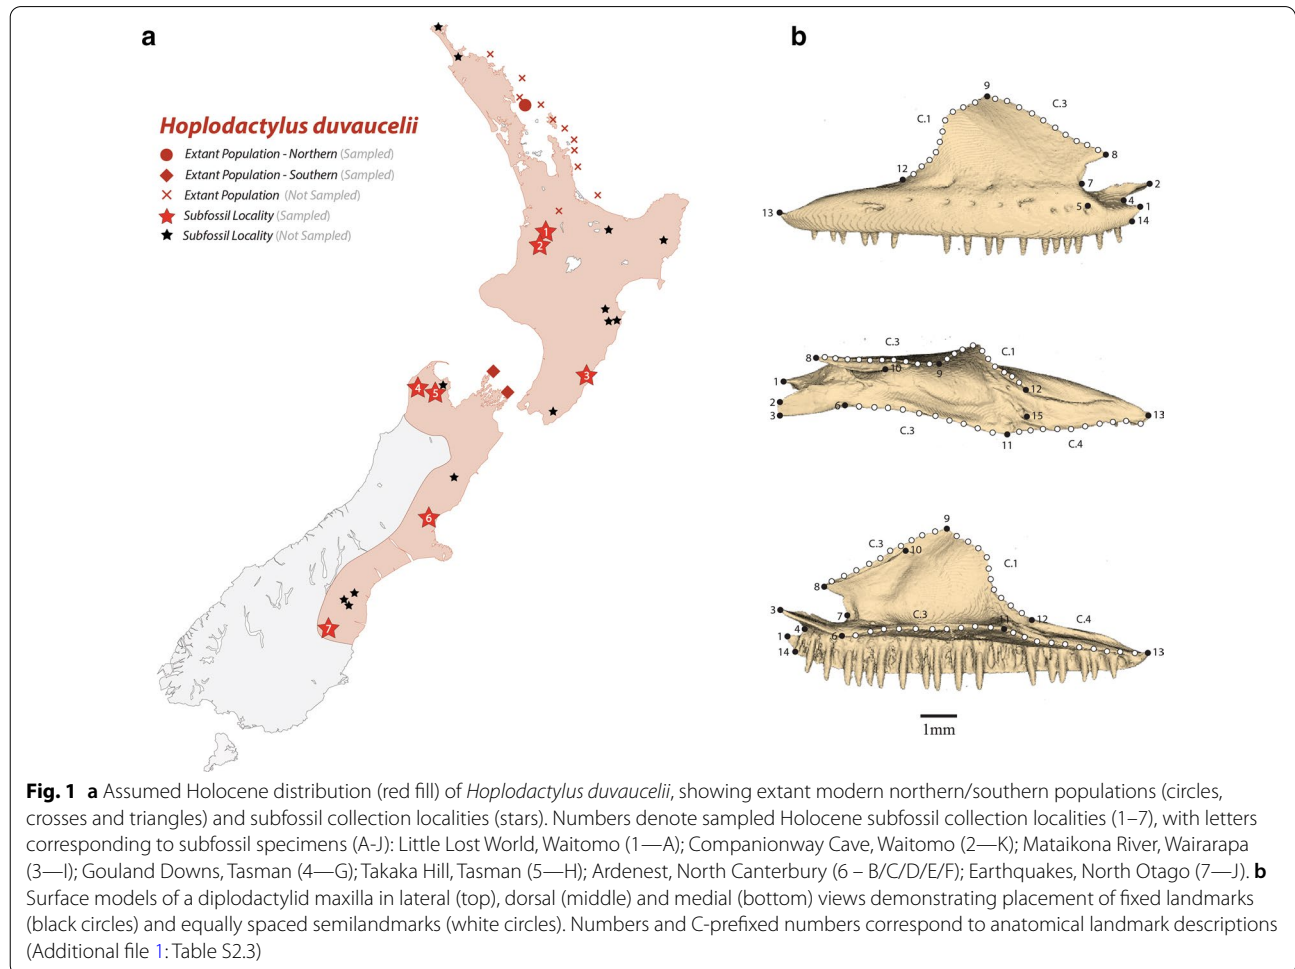 a
b
Hoplodactylus duvaucelii
Extant Population - Northern (Sampled)
Extant Population - Southern (Sampled)
Extant Population (Not Sampled)
Subfossil Locality (Sampled)
Subfossil Locality (Not Sampled)
1
2
3
4
5
6
7
9
C.1
C.3
8
12
7
2
5
4
1
13
14
C.3
C.1
8
10
9
1
12
2
6
3
15
13
C.3
11
C.4
9
C.3
10
C.1
8
3
7
C.3
11
12
C.4
4
1
6
14
13
1mm
Fig. 1 a Assumed Holocene distribution (red fill) of Hoplodactylus duvaucelii, showing extant modern northern/southern populations (circles,
crosses and triangles) and subfossil collection localities (stars). Numbers denote sampled Holocene subfossil collection localities (1–7), with letters
corresponding to subfossil specimens (A-J): Little Lost World, Waitomo (1—A); Companionway Cave, Waitomo (2—K); Mataikona River, Wairarapa
(3—I); Gouland Downs, Tasman (4—G); Takaka Hill, Tasman (5—H); Ardenest, North Canterbury (6 – B/C/D/E/F); Earthquakes, North Otago (7—J). b
Surface models of a diplodactylid maxilla in lateral (top), dorsal (middle) and medial (bottom) views demonstrating placement of fixed landmarks
(black circles) and equally spaced semilandmarks (white circles). Numbers and C-prefixed numbers correspond to anatomical landmark descriptions
(Additional file 1: Table S2.3)